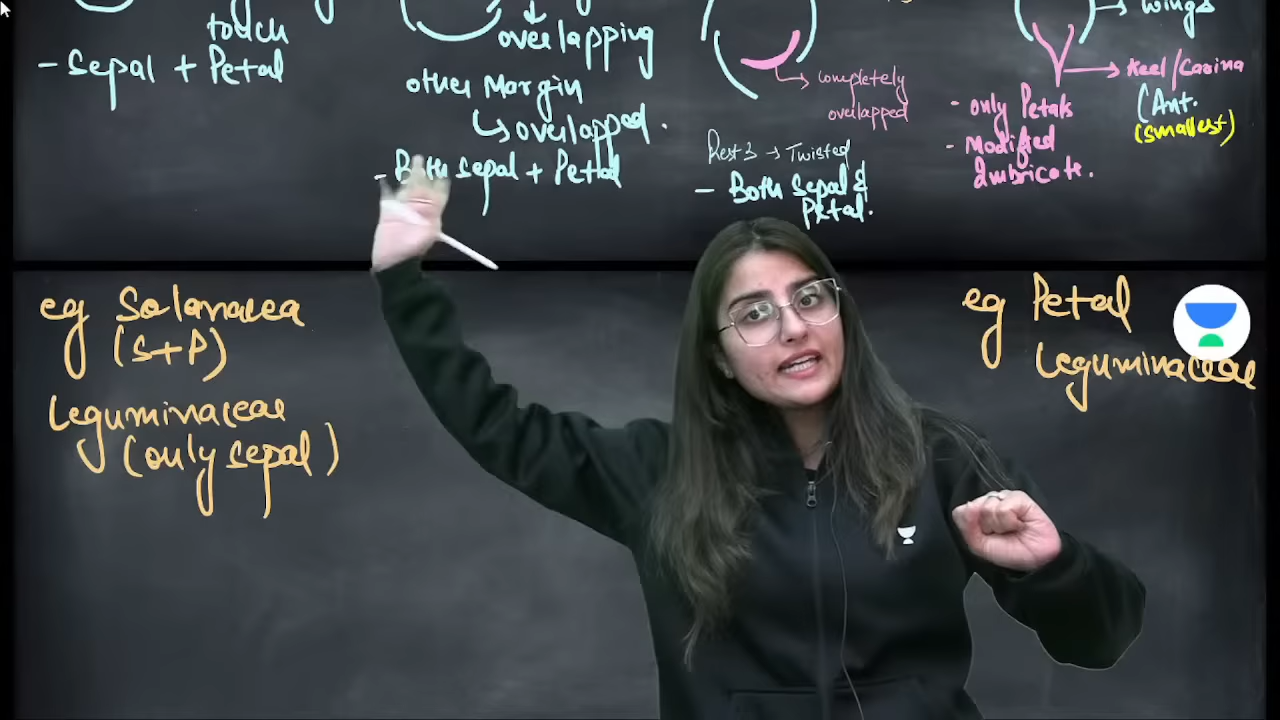 touch
- Sepal + Petal
overlapping
other Margin
↳ overlapped.
- Both Sepal + Petal
completely
overlapped
Rest 3 → Twisted
- Both Sepal &
Petal.
wings
Keel/Carina
(Ant.
(smallest)
- only Petals
- Modified
Imbricate.
eg Solanacea
(S+P)
Leguminaceae
(only sepal)
eg Petal
Leguminaceae